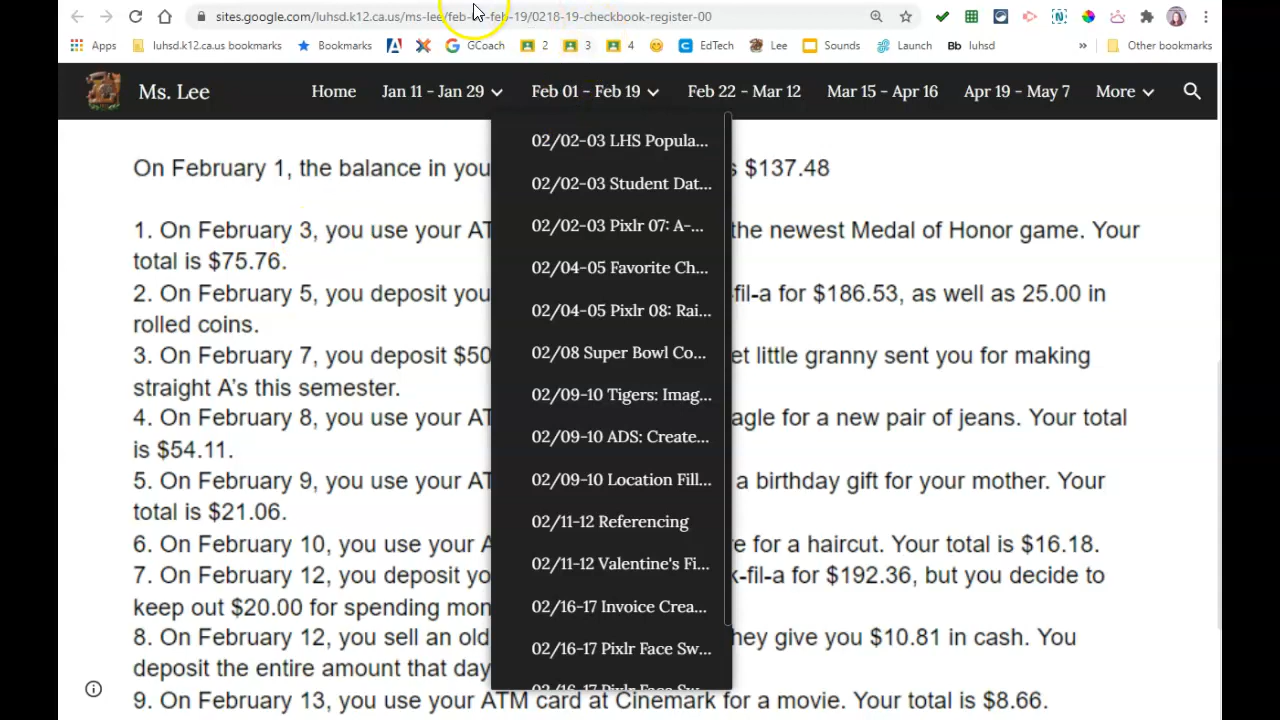 sites.google.com/luhsd.k12.ca.us/ms-lee/feb- -feb-19/0218-19-checkbook-register-00
Apps luhsd.k12.ca.us bookmarks Bookmarks GCoach 2 3 4 EdTech Lee Sounds Launch Bb luhsd » Other bookmarks
Ms. Lee Home Jan 11 - Jan 29 Feb 01 - Feb 19 Feb 22 - Mar 12 Mar 15 - Apr 16 Apr 19 - May 7 More
02/02-03 LHS Popula...
02/02-03 Student Dat...
02/02-03 Pixlr 07: A-...
02/04-05 Favorite Ch...
02/04-05 Pixlr 08: Rai...
02/08 Super Bowl Co...
02/09-10 Tigers: Imag...
02/09-10 ADS: Create...
02/09-10 Location Fill...
02/11-12 Referencing
02/11-12 Valentine's Fi...
02/16-17 Invoice Crea...
02/16-17 Pixlr Face Sw...
02/16-17 Pixlr Face Sw...
On February 1, the balance in you s $137.48
1. On February 3, you use your AT the newest Medal of Honor game. Your
total is $75.76.
2. On February 5, you deposit you -fil-a for $186.53, as well as 25.00 in
rolled coins.
3. On February 7, you deposit $50 et little granny sent you for making
straight A's this semester.
4. On February 8, you use your AT agle for a new pair of jeans. Your total
is $54.11.
5. On February 9, you use your AT a birthday gift for your mother. Your
total is $21.06.
6. On February 10, you use your A re for a haircut. Your total is $16.18.
7. On February 12, you deposit yo k-fil-a for $192.36, but you decide to
keep out $20.00 for spending mon
8. On February 12, you sell an old hey give you $10.81 in cash. You
deposit the entire amount that day
9. On February 13, you use your ATM card at Cinemark for a movie. Your total is $8.66.